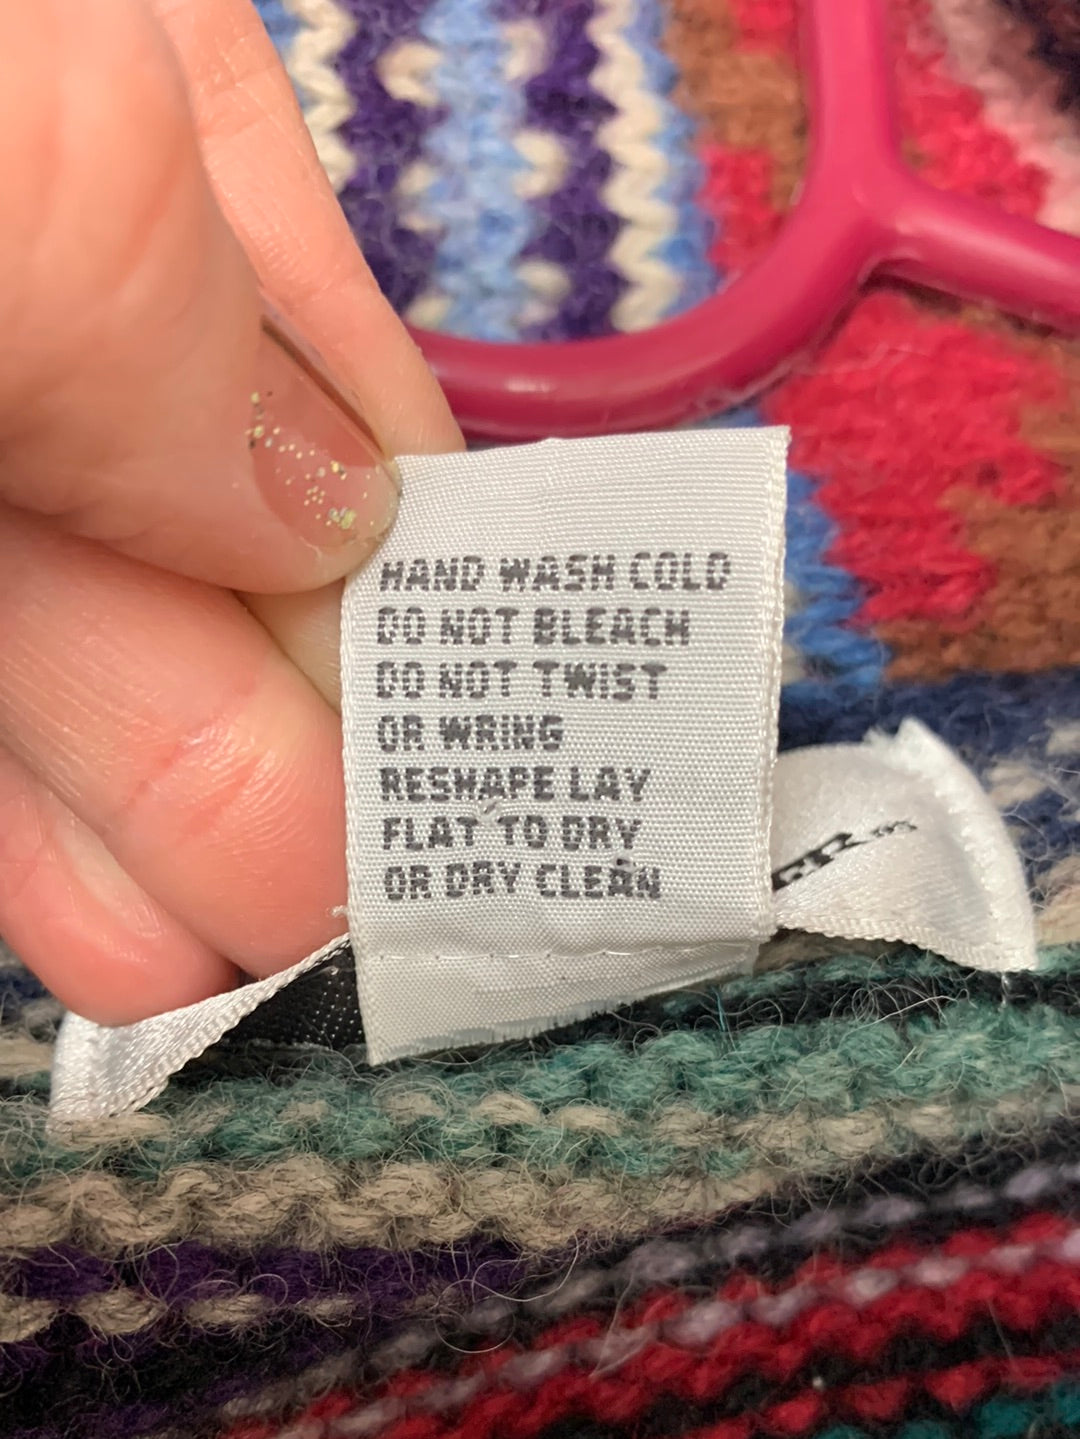 HAND WASH COLD
DO NOT BLEACH
DO NOT TWIST
OR WRING
RESHAPE LAY
FLAT TO DRY
OR DRY CLEAN